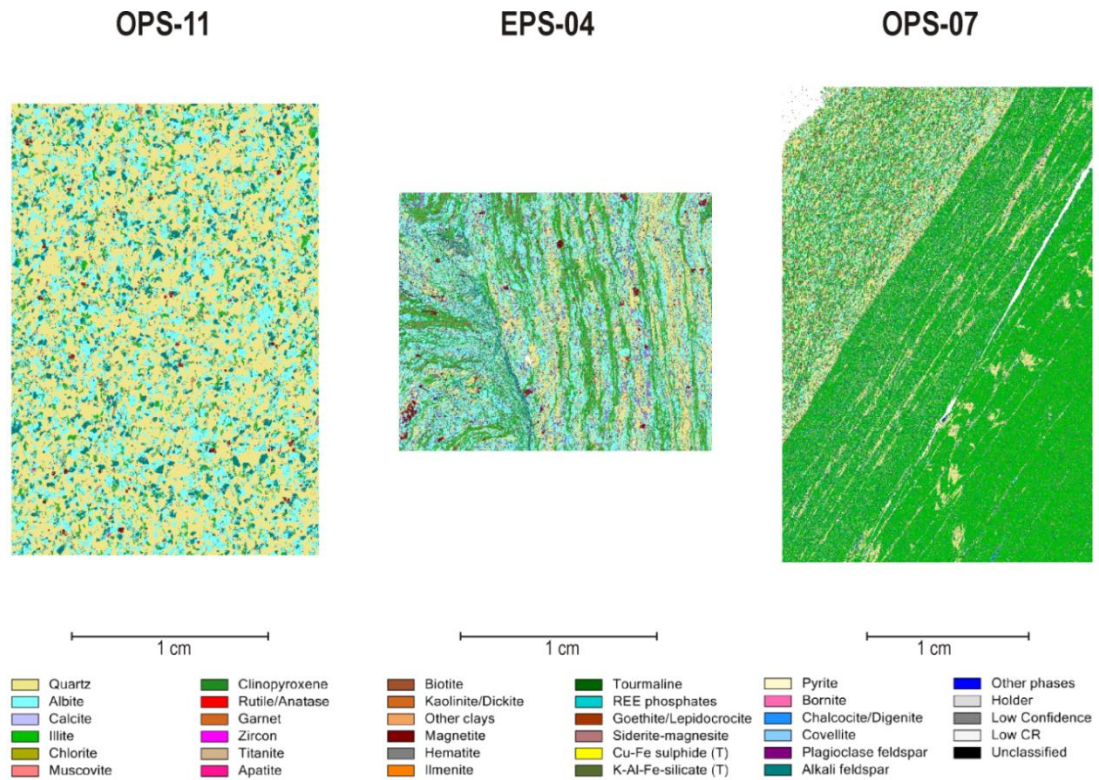 OPS-11
EPS-04
OPS-07
1 cm
1 cm
1 cm
Quartz
Albite
Calcite
Illite
Chlorite
Muscovite
Clinopyroxene
Rutile/Anatase
Garnet
Zircon
Titanite
Apatite
Biotite
Kaolinite/Dickite
Other clays
Magnetite
Hematite
Ilmenite
Tourmaline
REE phosphates
Goethite/Lepidocrocite
Siderite-magnesite
Cu-Fe sulphide (T)
K-Al-Fe-silicate (T)
Pyrite
Bornite
Chalcocite/Digenite
Covellite
Plagioclase feldspar
Alkali feldspar
Other phases
Holder
Low Confidence
Low CR
Unclassified